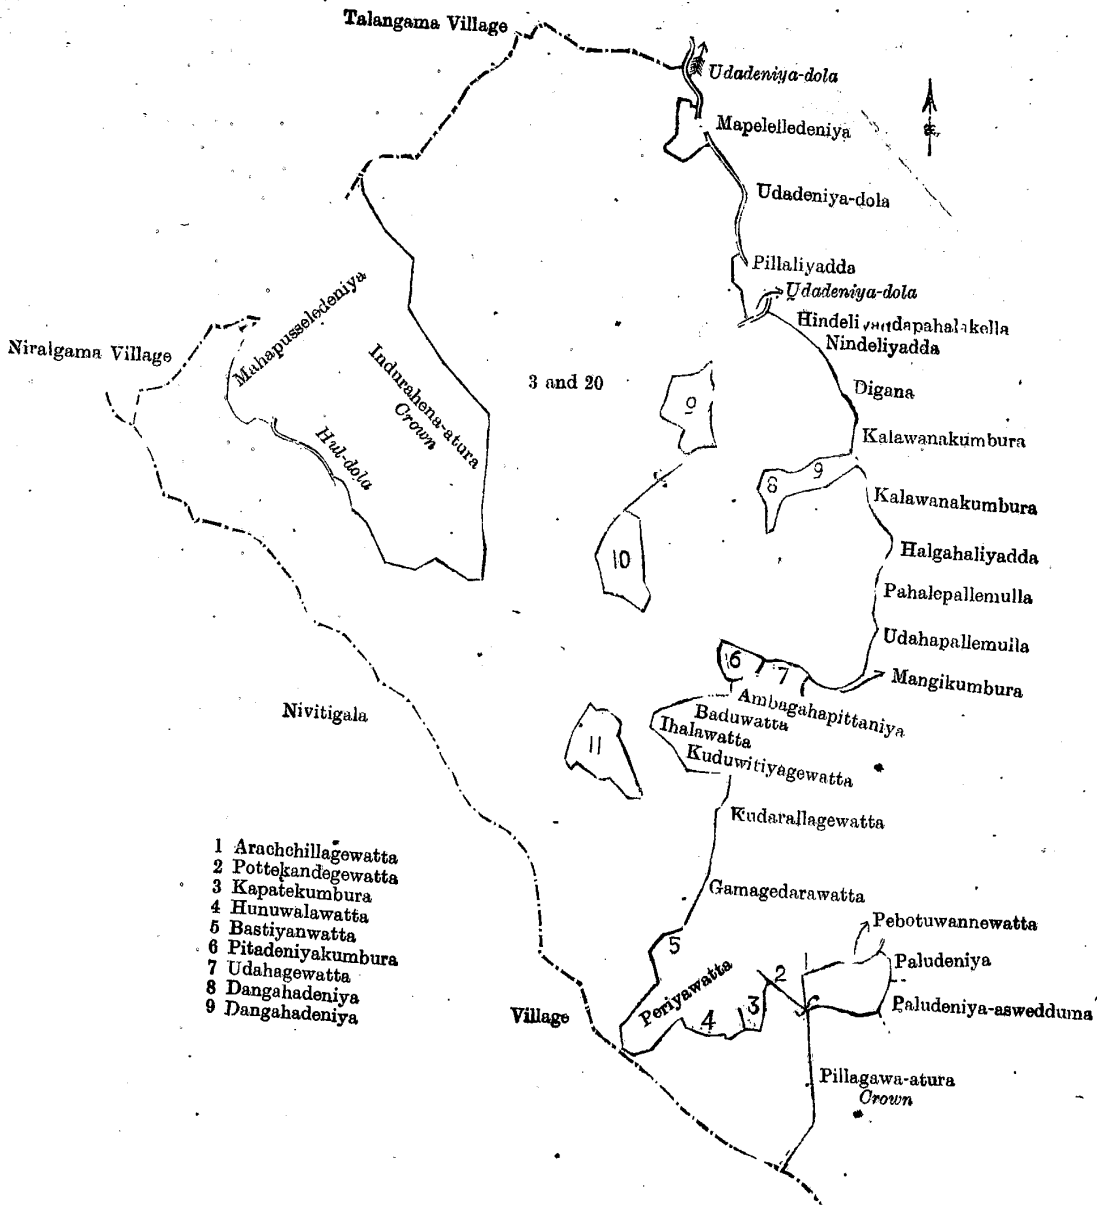 Talangama Village
Udadeniya-dola
Mapelelledeniya
Udadeniya-dola
Pillaliyadda
Udadeniya-dola
Nindeliyadda
Niralgama Village
Mahapusseledeniya
Indurahena-atura
Crown
3 and 20
Digana
9
Kalawanakumbura
Hul-dola
8
9
Kalawanakumbura
10
Halgahaliyadda
Pahalepallemulla
Udahapallemulla
6
7
Mangikumbura
Ambagahapittaniya
Baduwatta
Ihalawatta
Kuduwitiyagewatta
Nivitigala
11
Kudarallagewatta
1 Arachchillagewatta
2 Pottekandegewatta
3 Kapatekumbura
4 Hunuwalawatta
5 Bastiyanwatta
6 Pitadeniyakumbura
7 Udahagewatta
8 Dangahadeniya
9 Dangahadeniya
Gamagedarawatta
Pebotuwannewatta
5
Paludeniya
2
Periyawatta
3
4
Paludeniya-aswedduma
Village
Pillagawa-atura
Crown